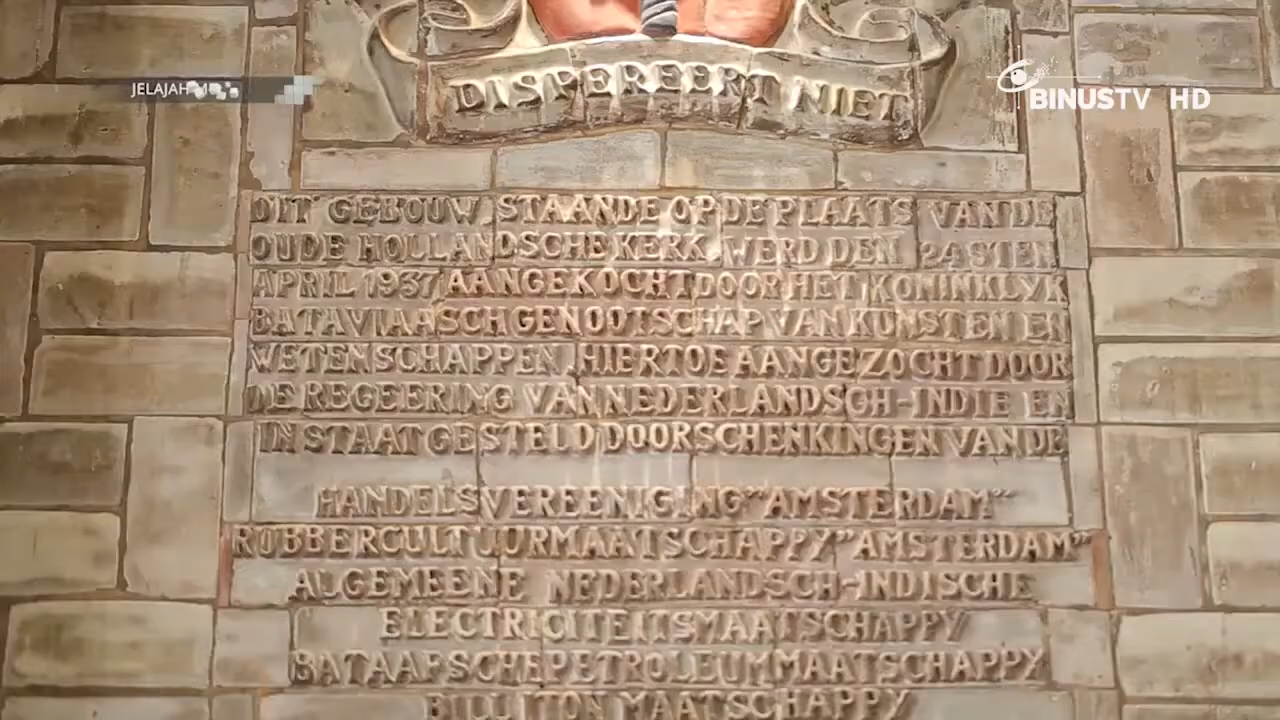 DISPEREERT NIET
JELAJAH
BINUSTV HD
DIT GEBOUW, STAANDE OP DE PLAATS VAN DE
OUDE HOLLANDSCHE KERK, WERD DEN 24STEN
APRIL 1937 AANGEKOCHT DOOR HET KONINKLYK
BATAVIAASCH GENOOTSCHAP VAN KUNSTEN EN
WETENSCHAPPEN, HIERTOE AANGEZOCHT DOOR
DE REGEERING VAN NEDERLANDSCH-INDIE EN
IN STAAT GESTELD DOOR SCHENKINGEN VAN DE
HANDELSVEREENIGING "AMSTERDAM"
RUBBERCULTUURMAATSCHAPPY "AMSTERDAM"
ALGEMEENE NEDERLANDSCH-INDISCHE
ELECTRICITEITSMAATSCHAPPY
BATAAFSCHE PETROLEUMMAATSCHAPPY
BILLITON MAATSCHAPPY